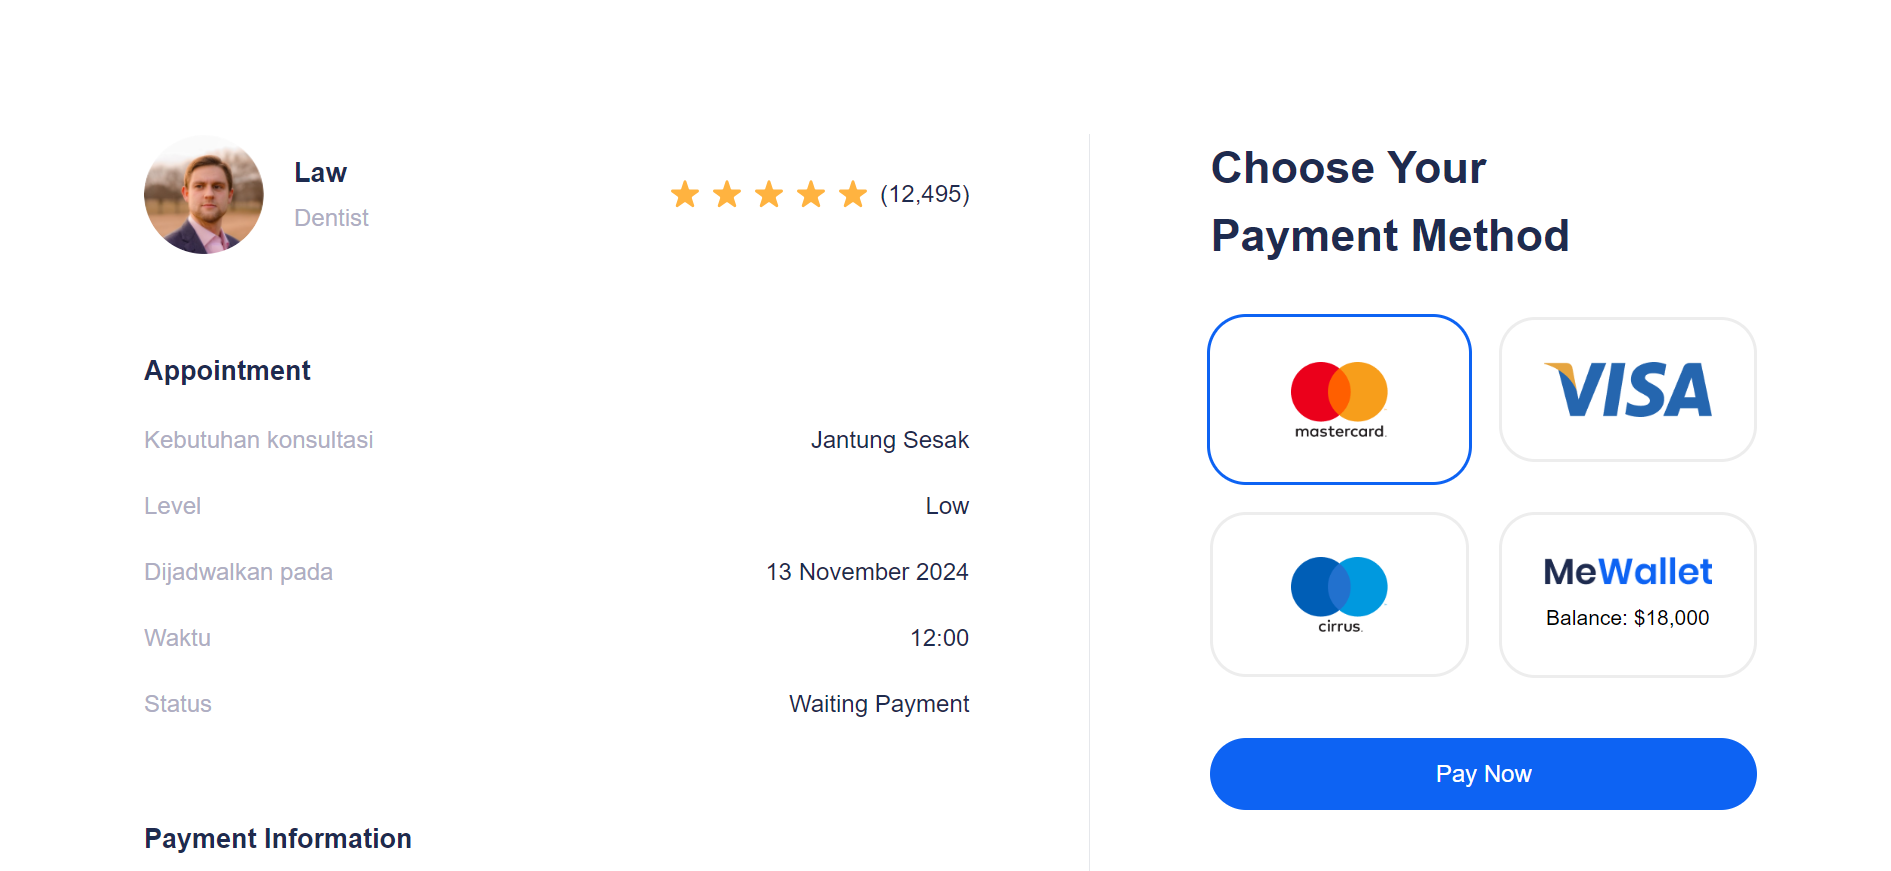 Law
Dentist
(12,495)
Appointment
Kebutuhan konsultasi Jantung Sesak
Level Low
Dijadwalkan pada 13 November 2024
Waktu 12:00
Status Waiting Payment
Payment Information
Choose Your
Payment Method
mastercard.
VISA
cirrus.
MeWallet
Balance: $18,000
Pay Now